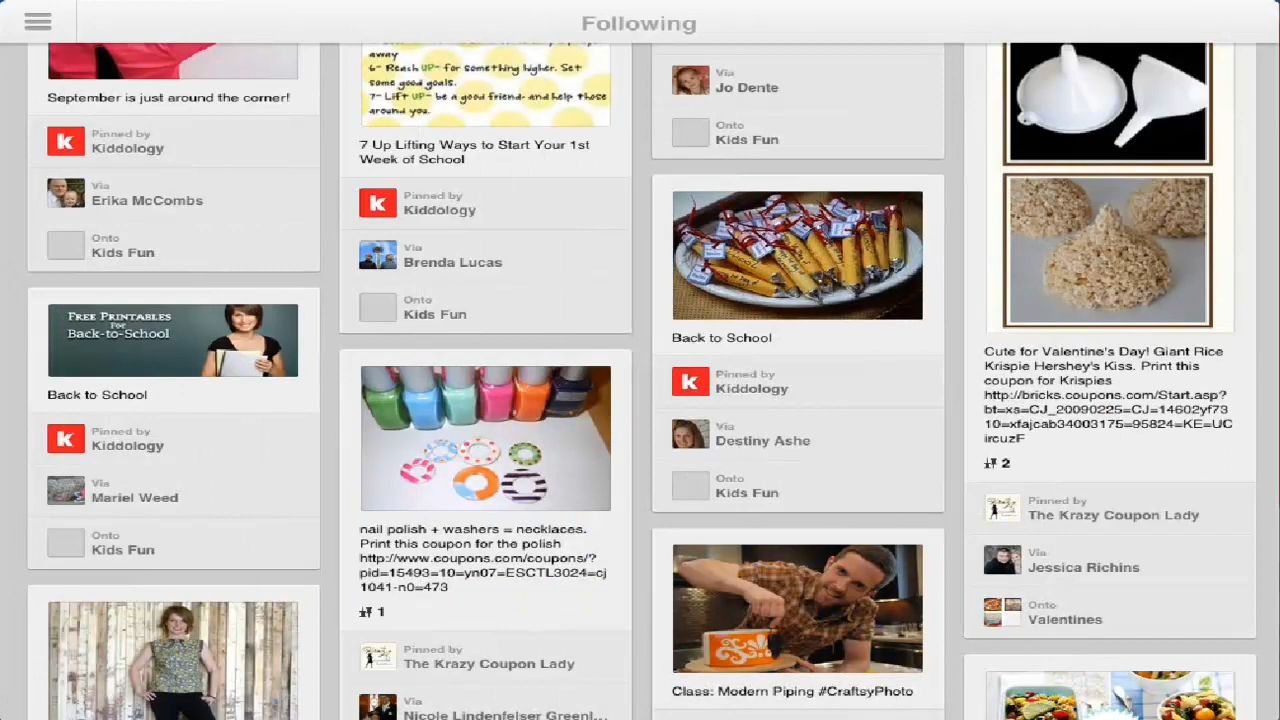 Following
September is just around the corner!
k
Pinned by
Kiddology
Via
Erika McCombs
Onto
Kids Fun
FREE PRINTABLES
FOR
BACK-TO-SCHOOL
Back to School
k
Pinned by
Kiddology
Via
Mariel Weed
Onto
Kids Fun
away
6- Reach UP- for something higher. Set
some good goals.
7- Lift UP- be a good friend- and help those
around you.
7 Up Lifting Ways to Start Your 1st
Week of School
k
Pinned by
Kiddology
Via
Brenda Lucas
Onto
Kids Fun
nail polish + washers = necklaces.
Print this coupon for the polish
http://www.coupons.com/coupons/?
pid=15493=10=yn07=ESCTL3024=cj
1041-n0=473
1
Pinned by
The Krazy Coupon Lady
Via
Nicole Lindenfelser Greenl...
Via
Jo Dente
Onto
Kids Fun
Back to School
k
Pinned by
Kiddology
Via
Destiny Ashe
Onto
Kids Fun
Class: Modern Piping #CraftsyPhoto
Cute for Valentine's Day! Giant Rice
Krispie Hershey's Kiss. Print this
coupon for Krispies
http://bricks.coupons.com/Start.asp?
bt=xs=CJ_20090225=CJ=14602yf73
10=xfajcab34003175=95824=KE=UC
ircuzF
2
Pinned by
The Krazy Coupon Lady
Via
Jessica Richins
Onto
Valentines